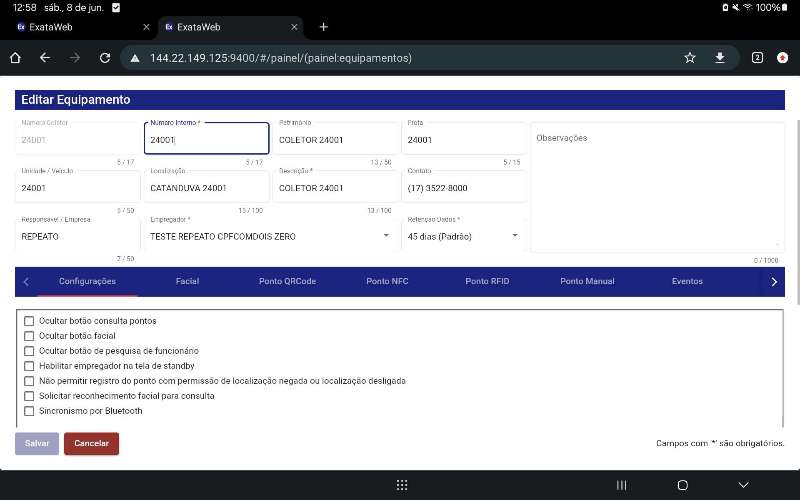 12:58 sáb., 8 de jun. 100%
ExataWeb
ExataWeb
144.22.149.125:9400/#/painel/(painel:equipamentos)
2
Editar Equipamento
Número Coletor
24001
5 / 17
Número Interno *
24001
5 / 17
Patrimônio
COLETOR 24001
13 / 50
Frota
24001
5 / 15
Observações
0 / 1000
Unidade / Veículo
24001
5 / 50
Localização
CATANDUVA 24001
15 / 100
Descrição *
COLETOR 24001
13 / 100
Contato
(17) 3522-8000
Responsável / Empresa
REPEATO
7 / 50
Empregador *
TESTE REPEATO CPFCOMDOIS ZERO
Retenção Dados *
45 dias (Padrão)
Configurações Facial Ponto QRCode Ponto NFC Ponto RFID Ponto Manual Eventos
Ocultar botão consulta pontos
Ocultar botão facial
Ocultar botão de pesquisa de funcionário
Habilitar empregador na tela de standby
Não permitir registro do ponto com permissão de localização negada ou localização desligada
Solicitar reconhecimento facial para consulta
Sincronismo por Bluetooth
Salvar Cancelar Campos com '*' são obrigatórios.